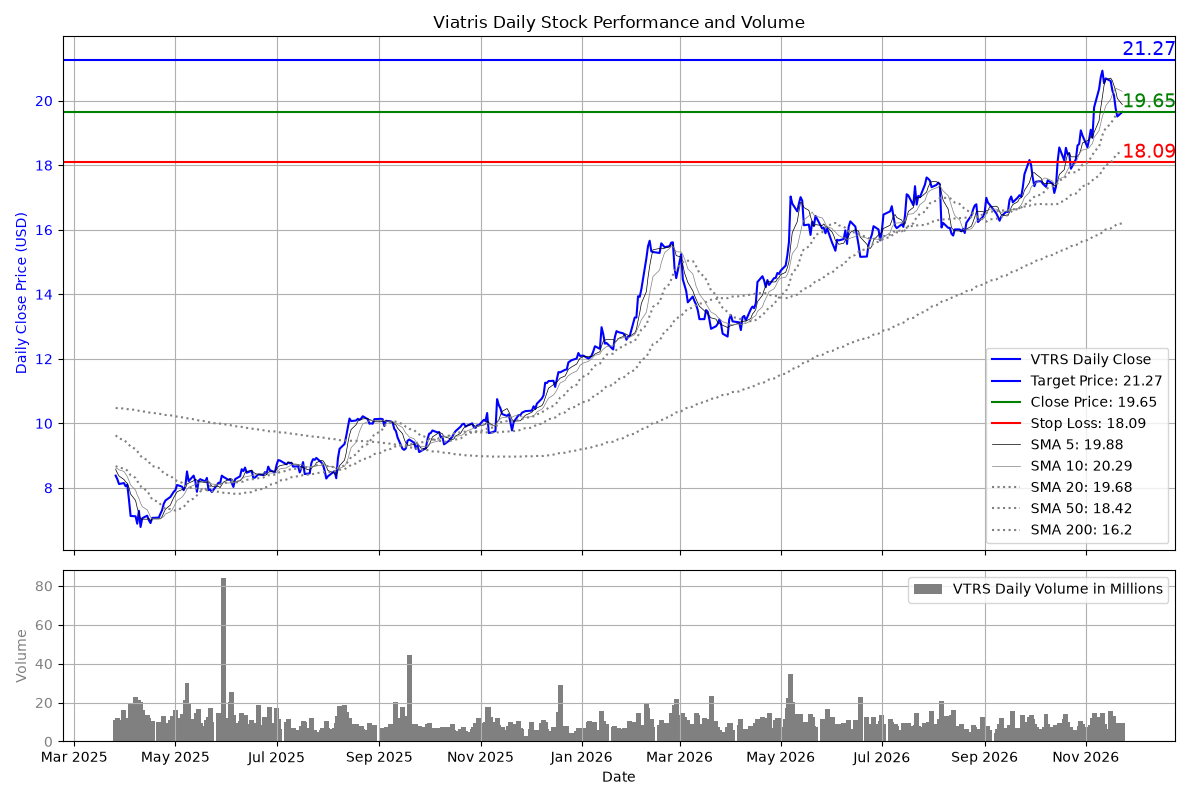 Viatris Daily Stock Performance and Volume
21.27
20
19.65
18
18.09
16
14
12
10
8
Daily Close Price (USD)
VTRS Daily Close
Target Price: 21.27
Close Price: 19.65
Stop Loss: 18.09
SMA 5: 19.88
SMA 10: 20.29
SMA 20: 19.68
SMA 50: 18.42
SMA 200: 16.2
80
60
40
20
0
Volume
VTRS Daily Volume in Millions
Mar 2025 May 2025 Jul 2025 Sep 2025 Nov 2025 Jan 2026 Mar 2026 May 2026 Jul 2026 Sep 2026 Nov 2026
Date